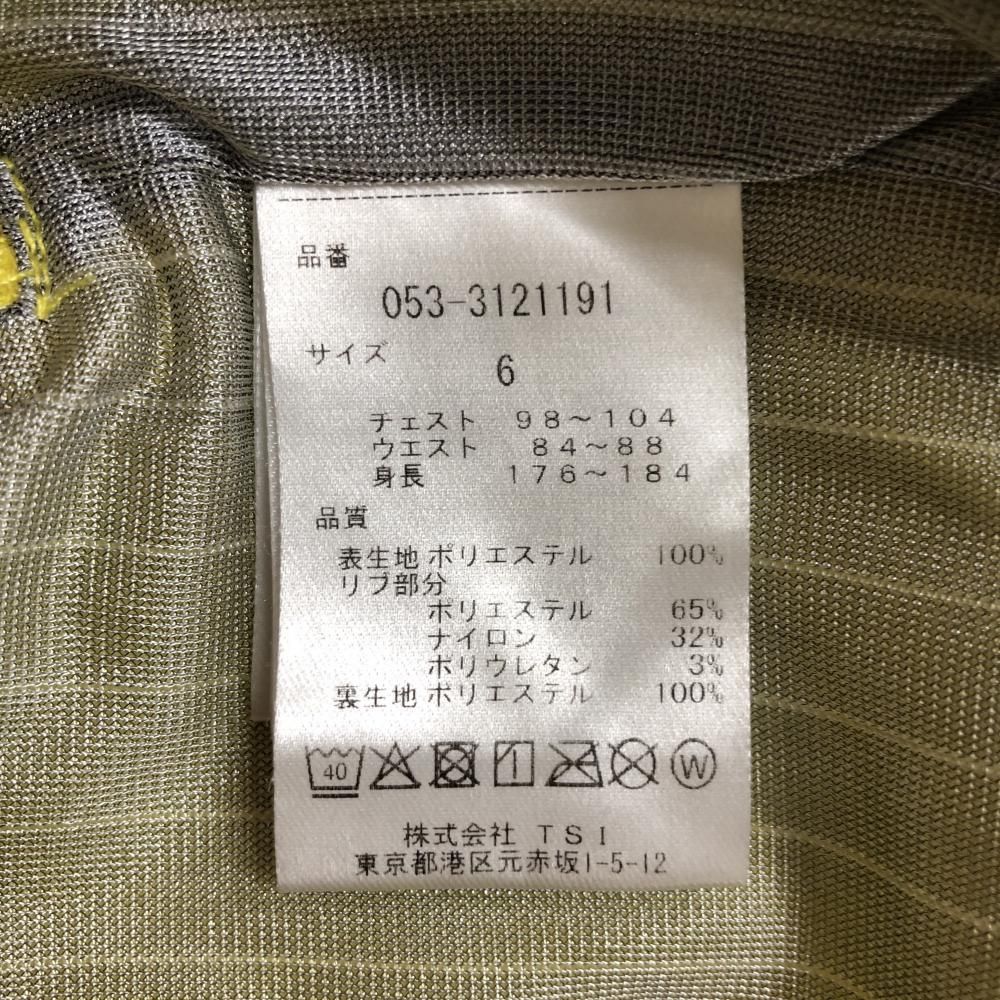 品番
053-3121191
サイズ
6
チェスト 98～104
ウエスト 84～88
身長 176～184
品質
表生地 ポリエステル 100%
リブ部分
ポリエステル 65%
ナイロン 32%
ポリウレタン 3%
裏生地 ポリエステル 100%
40 W
株式会社 TSI
東京都港区元赤坂1-5-12